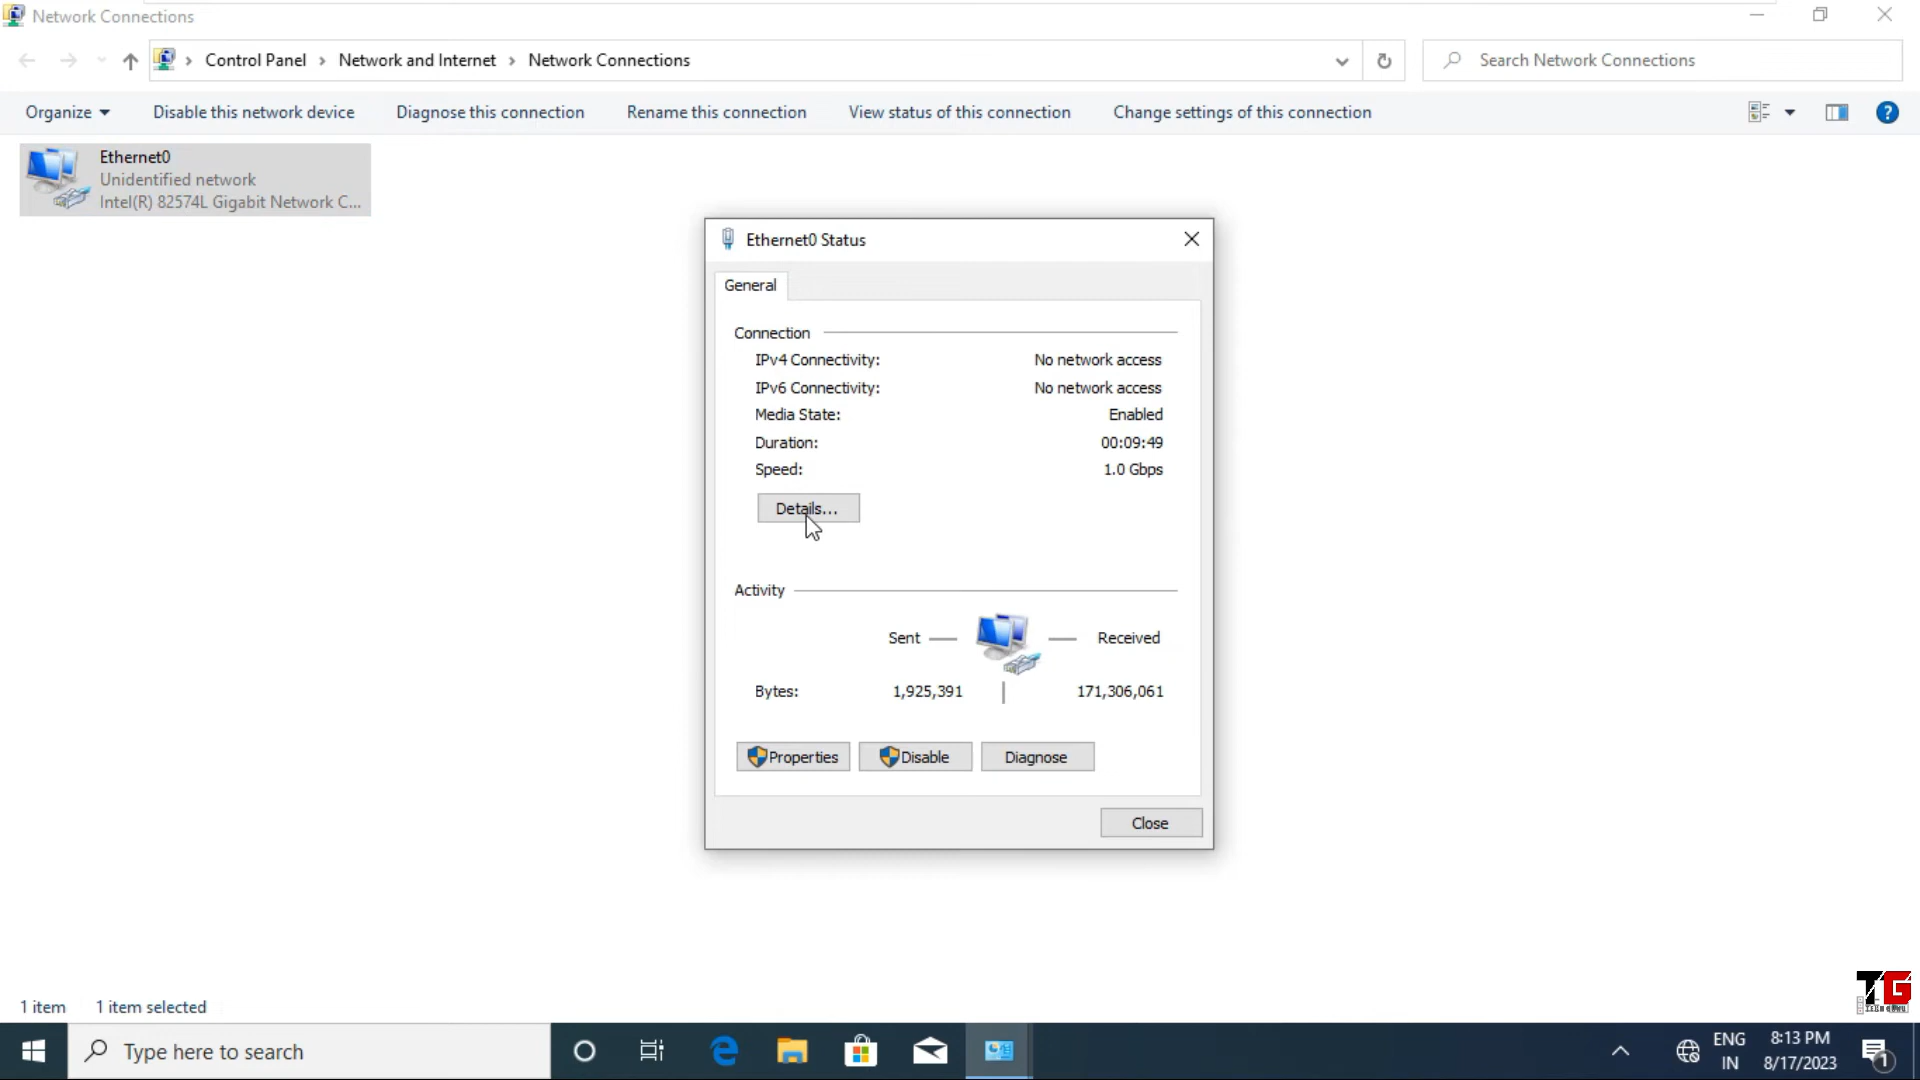 Network Connections
Control Panel > Network and Internet > Network Connections
Search Network Connections
Organize Disable this network device Diagnose this connection Rename this connection View status of this connection Change settings of this connection
Ethernet0
Unidentified network
Intel(R) 82574L Gigabit Network C...
Ethernet0 Status
General
Connection
IPv4 Connectivity: No network access
IPv6 Connectivity: No network access
Media State: Enabled
Duration: 00:09:49
Speed: 1.0 Gbps
Details...
Activity
Sent Received
Bytes: 1,925,391 171,306,061
Properties Disable Diagnose
Close
1 item 1 item selected
TG
Type here to search
ENG
IN
8:13 PM
8/17/2023
1